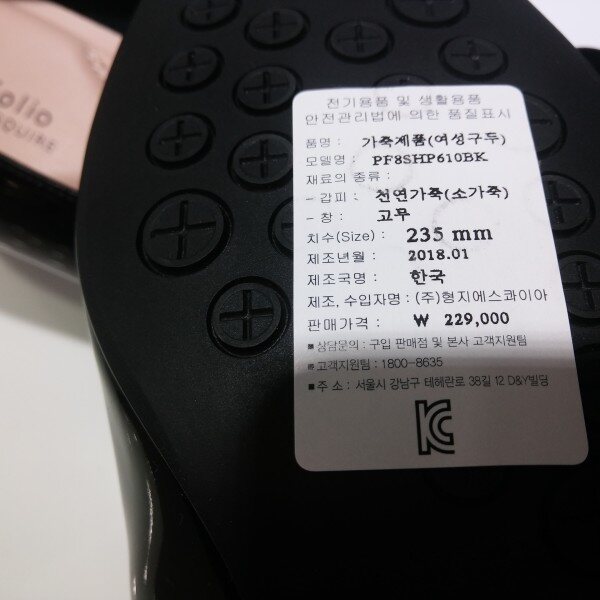 folio
SQUIRE
전기용품 및 생활용품
안전관리법에 의한 품질표시
품명 : 가죽제품(여성구두)
모델명 : PF8SHP610BK
재료의 종류 :
- 갑피 : 천연가죽(소가죽)
- 창 : 고무
치수(Size) : 235 mm
제조년월 : 2018.01
제조국명 : 한국
제조, 수입자명 : (주)형지에스콰이아
판매가격 : ₩ 229,000
■ 상담문의 : 구입 판매점 및 본사 고객지원팀
■ 고객지원팀 : 1800-8635
■ 주 소 : 서울시 강남구 테헤란로 38길 12 D&Y빌딩
KC